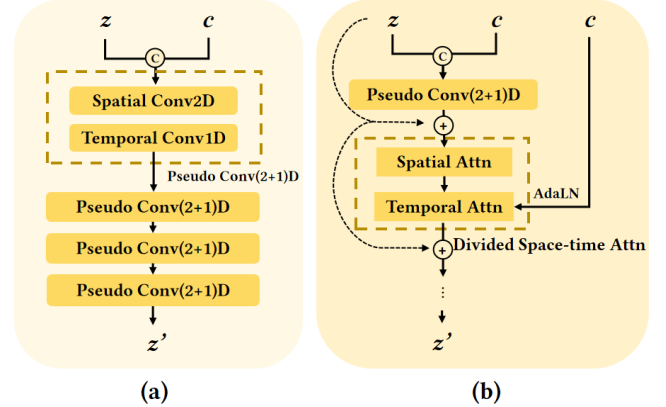 z c
C
Spatial Conv2D
Temporal Conv1D
Pseudo Conv(2+1)D
Pseudo Conv(2+1)D
Pseudo Conv(2+1)D
Pseudo Conv(2+1)D
z'
(a)
z c c
C
Pseudo Conv(2+1)D
+
Spatial Attn
AdaLN
Temporal Attn
+
Divided Space-time Attn
...
z'
(b)